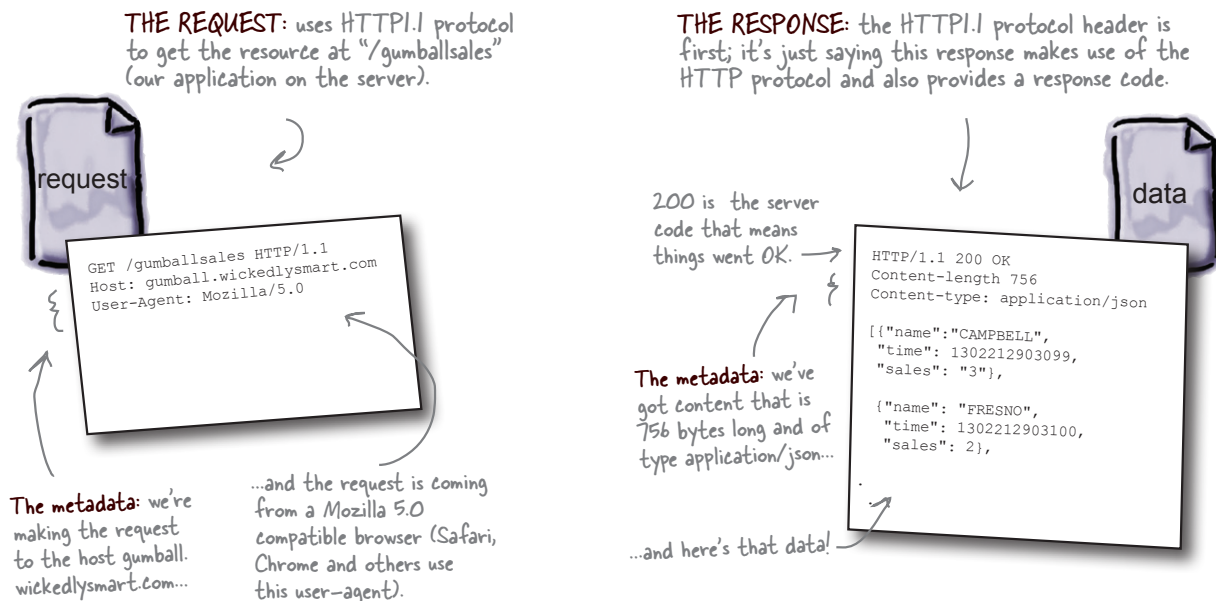 THE REQUEST: uses HTTP1.1 protocol
to get the resource at “/gumballsales”
(our application on the server).
request
GET /gumballsales HTTP/1.1
Host: gumball.wickedlysmart.com
User-Agent: Mozilla/5.0
The metadata: we're
making the request
to the host gumball.
wickedlysmart.com...
...and the request is coming
from a Mozilla 5.0
compatible browser (Safari,
Chrome and others use
this user-agent).
THE RESPONSE: the HTTP1.1 protocol header is
first; it's just saying this response makes use of the
HTTP protocol and also provides a response code.
data
200 is the server
code that means
things went OK.
HTTP/1.1 200 OK
Content-length 756
Content-type: application/json
[{"name":"CAMPBELL",
"time": 1302212903099,
"sales": "3"},
{"name": "FRESNO",
"time": 1302212903100,
"sales": 2},
.
.
The metadata: we've
got content that is
756 bytes long and of
type application/json...
...and here's that data!